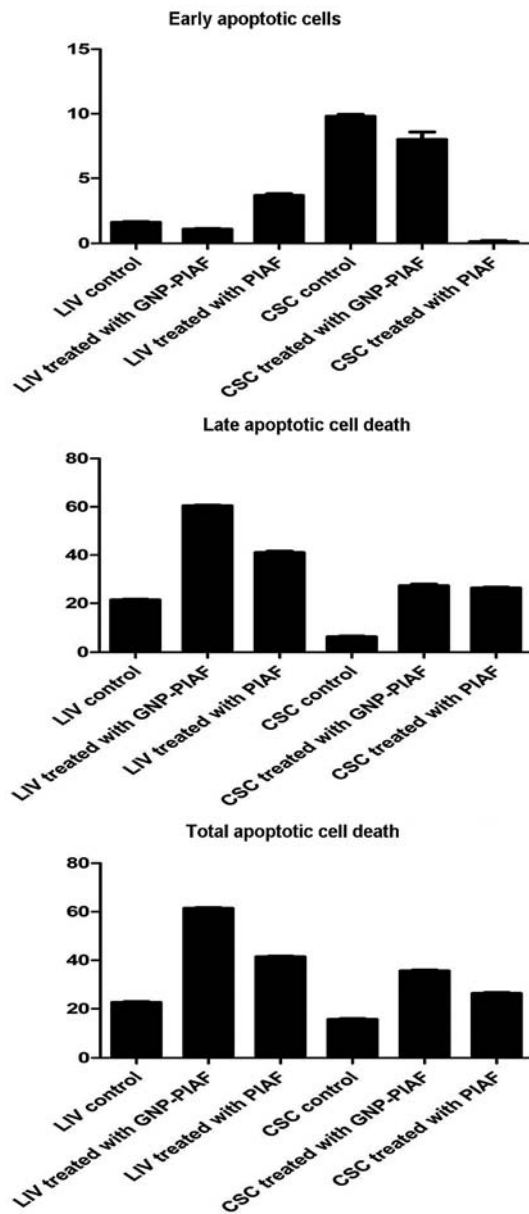 Early apoptotic cells
15
10
5
0
LIV control
LIV treated with GNP-PIAF
LIV treated with PIAF
CSC control
CSC treated with GNP-PIAF
CSC treated with PIAF
Late apoptotic cell death
80
60
40
20
0
LIV control
LIV treated with GNP-PIAF
LIV treated with PIAF
CSC control
CSC treated with GNP-PIAF
CSC treated with PIAF
Total apoptotic cell death
80
60
40
20
0
LIV control
LIV treated with GNP-PIAF
LIV treated with PIAF
CSC control
CSC treated with GNP-PIAF
CSC treated with PIAF